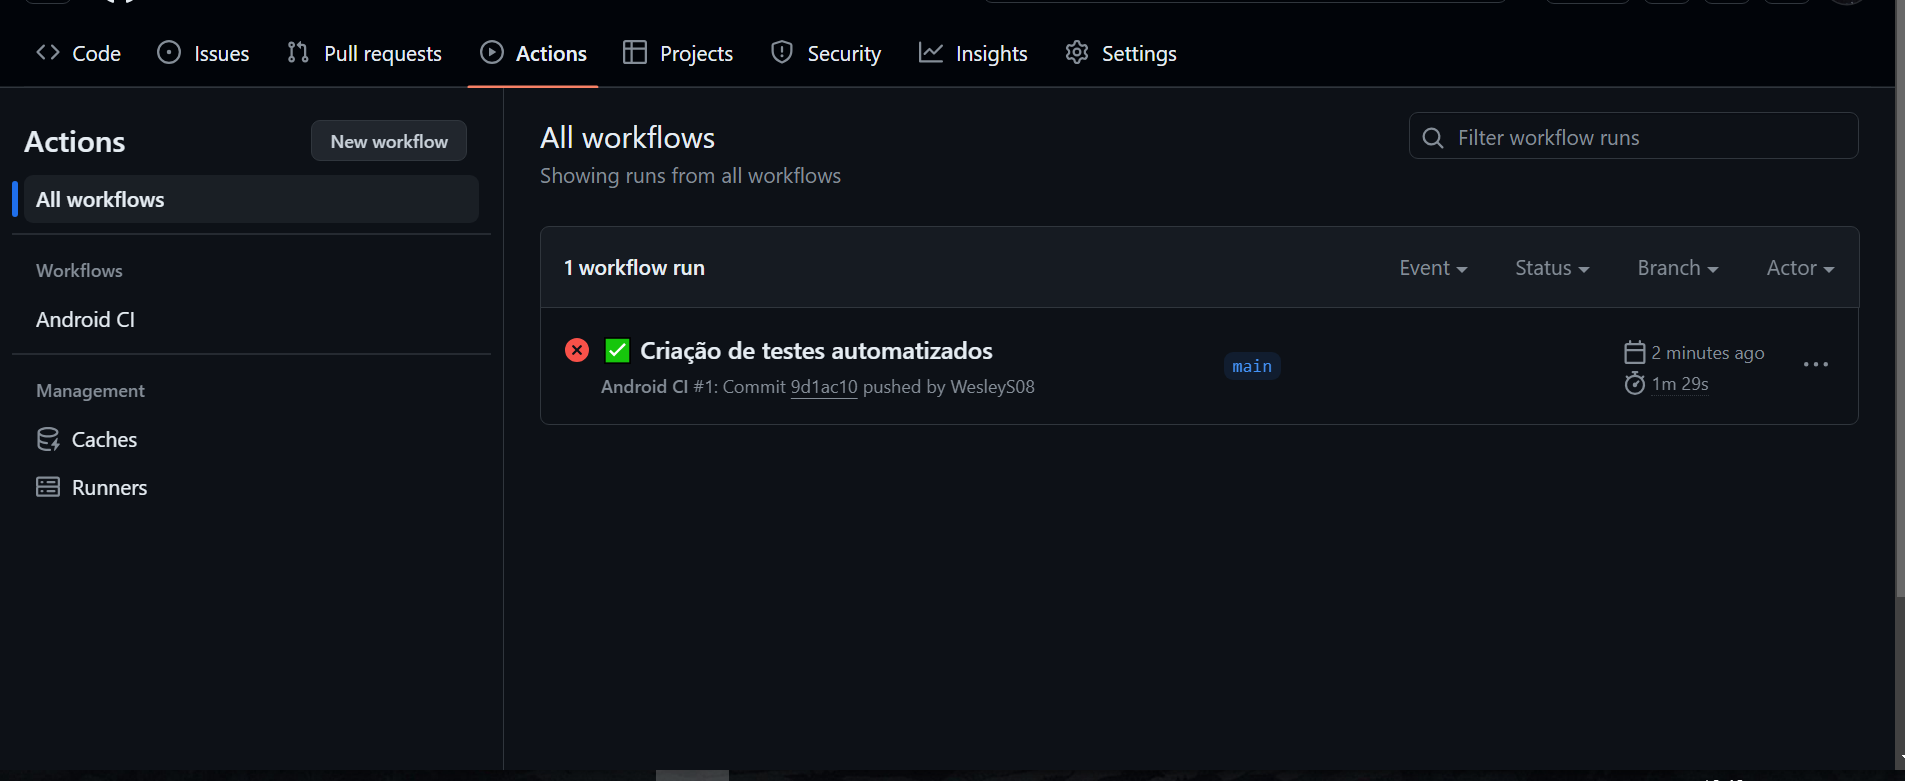 Code Issues Pull requests Actions Projects Security Insights Settings
Actions
New workflow
All workflows
Workflows
Android CI
Management
Caches
Runners
All workflows
Showing runs from all workflows
Filter workflow runs
1 workflow run
Event Status Branch Actor
✅ Criação de testes automatizados
Android CI #1: Commit 9d1ac10 pushed by WesleyS08
main
2 minutes ago
1m 29s